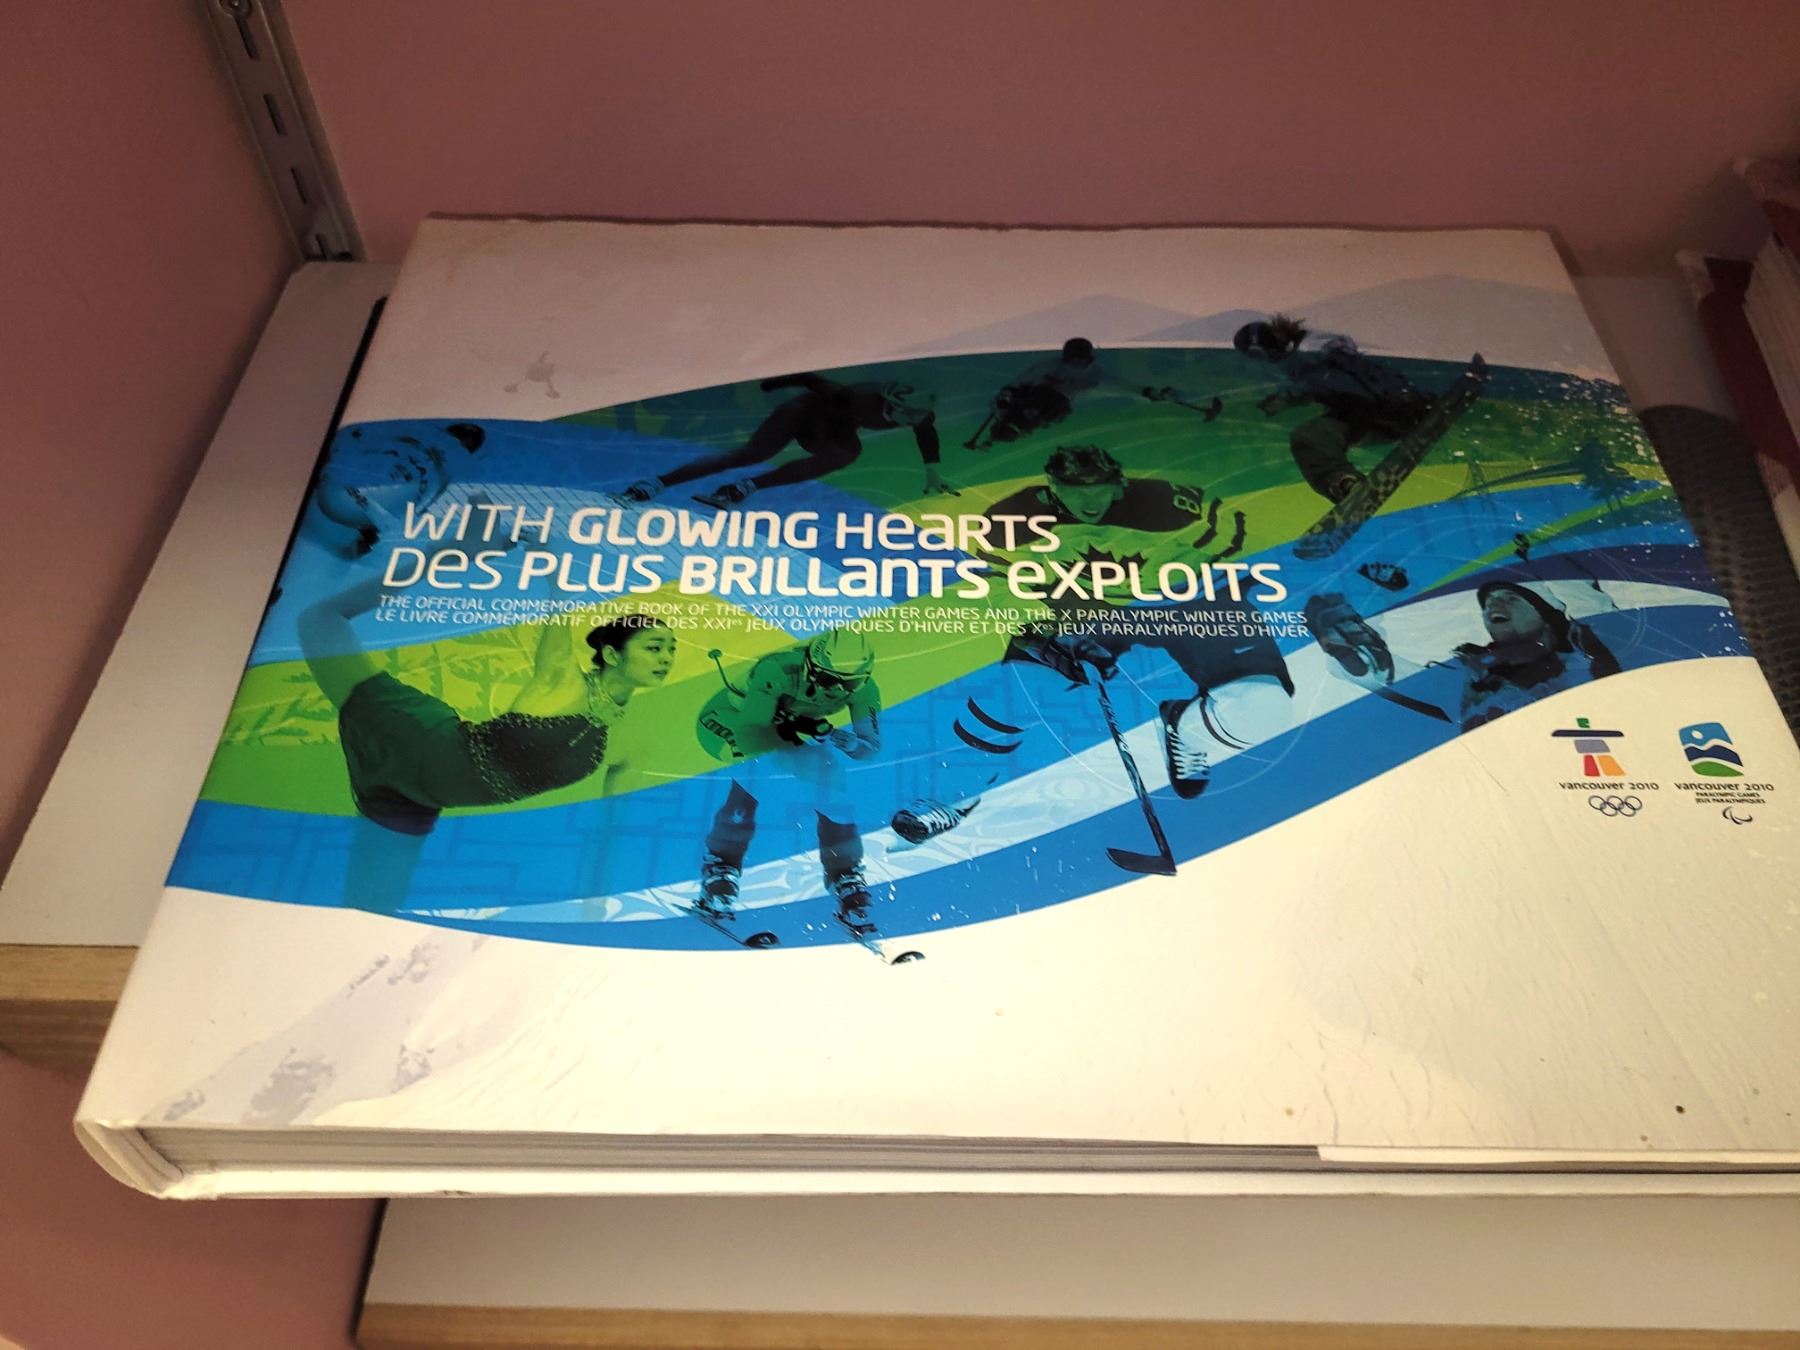 WITH GLOWING HEARTS
DES PLUS BRILLANTS EXPLOITS
THE OFFICIAL COMMEMORATIVE BOOK OF THE XXI OLYMPIC WINTER GAMES AND THE X PARALYMPIC WINTER GAMES
LE LIVRE COMMÉMORATIF OFFICIEL DES XXIes JEUX OLYMPIQUES D'HIVER ET DES Xes JEUX PARALYMPIQUES D'HIVER
vancouver 2010
vancouver 2010
PARALYMPIC GAMES
JEUX PARALYMPIQUES